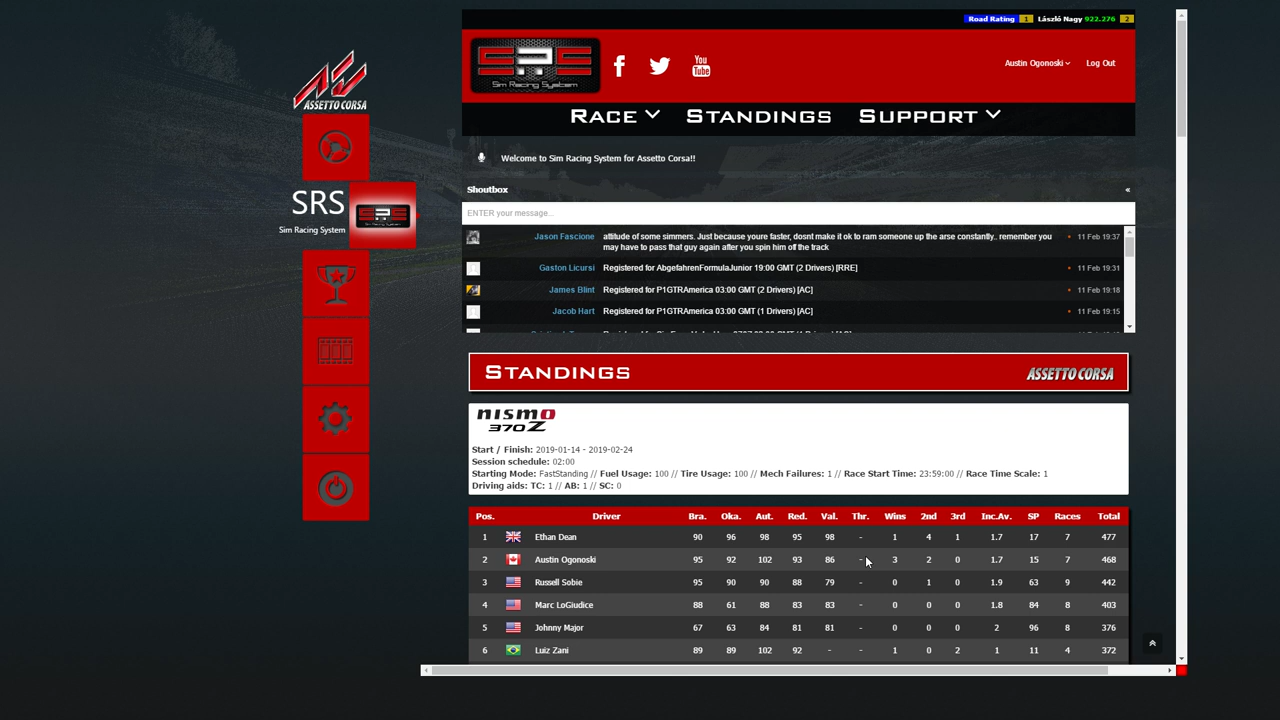 Road Rating 1 László Nagy 922.276 2
SRS Sim Racing System
You Tube
Austin Ogonoski Log Out
Race Standings Support
ASSETTO CORSA
Welcome to Sim Racing System for Assetto Corsa!!
Shoutbox «
ENTER your message...
SRS
Sim Racing System
Jason Fascione attitude of some simmers. Just because youre faster, dosnt make it ok to ram someone up the arse constantly.. remember you 11 Feb 19:37
may have to pass that guy again after you spin him off the track
Gaston Licursi Registered for AbgefahrenFormulaJunior 19:00 GMT (2 Drivers) [RRE] 11 Feb 19:31
James Blint Registered for P1GTRAmerica 03:00 GMT (2 Drivers) [AC] 11 Feb 19:18
Jacob Hart Registered for P1GTRAmerica 03:00 GMT (1 Drivers) [AC] 11 Feb 19:15
Standings ASSETTO CORSA
nismo
370Z
Start / Finish: 2019-01-14 - 2019-02-24
Session schedule: 02:00
Starting Mode: FastStanding // Fuel Usage: 100 // Tire Usage: 100 // Mech Failures: 1 // Race Start Time: 23:59:00 // Race Time Scale: 1
Driving aids: TC: 1 // AB: 1 // SC: 0
Pos. Driver Bra. Oka. Aut. Red. Val. Thr. Wins 2nd 3rd Inc.Av. SP Races Total
1 Ethan Dean 90 96 98 95 98 - 1 4 1 1.7 17 7 477
2 Austin Ogonoski 95 92 102 93 86 - 3 2 0 1.7 15 7 468
3 Russell Sobie 95 90 90 88 79 - 0 1 0 1.9 63 9 442
4 Marc LoGiudice 88 61 88 83 83 - 0 0 0 1.8 84 8 403
5 Johnny Major 67 63 84 81 81 - 0 0 0 2 96 8 376
6 Luiz Zani 89 89 102 92 - - 1 0 2 1 11 4 372